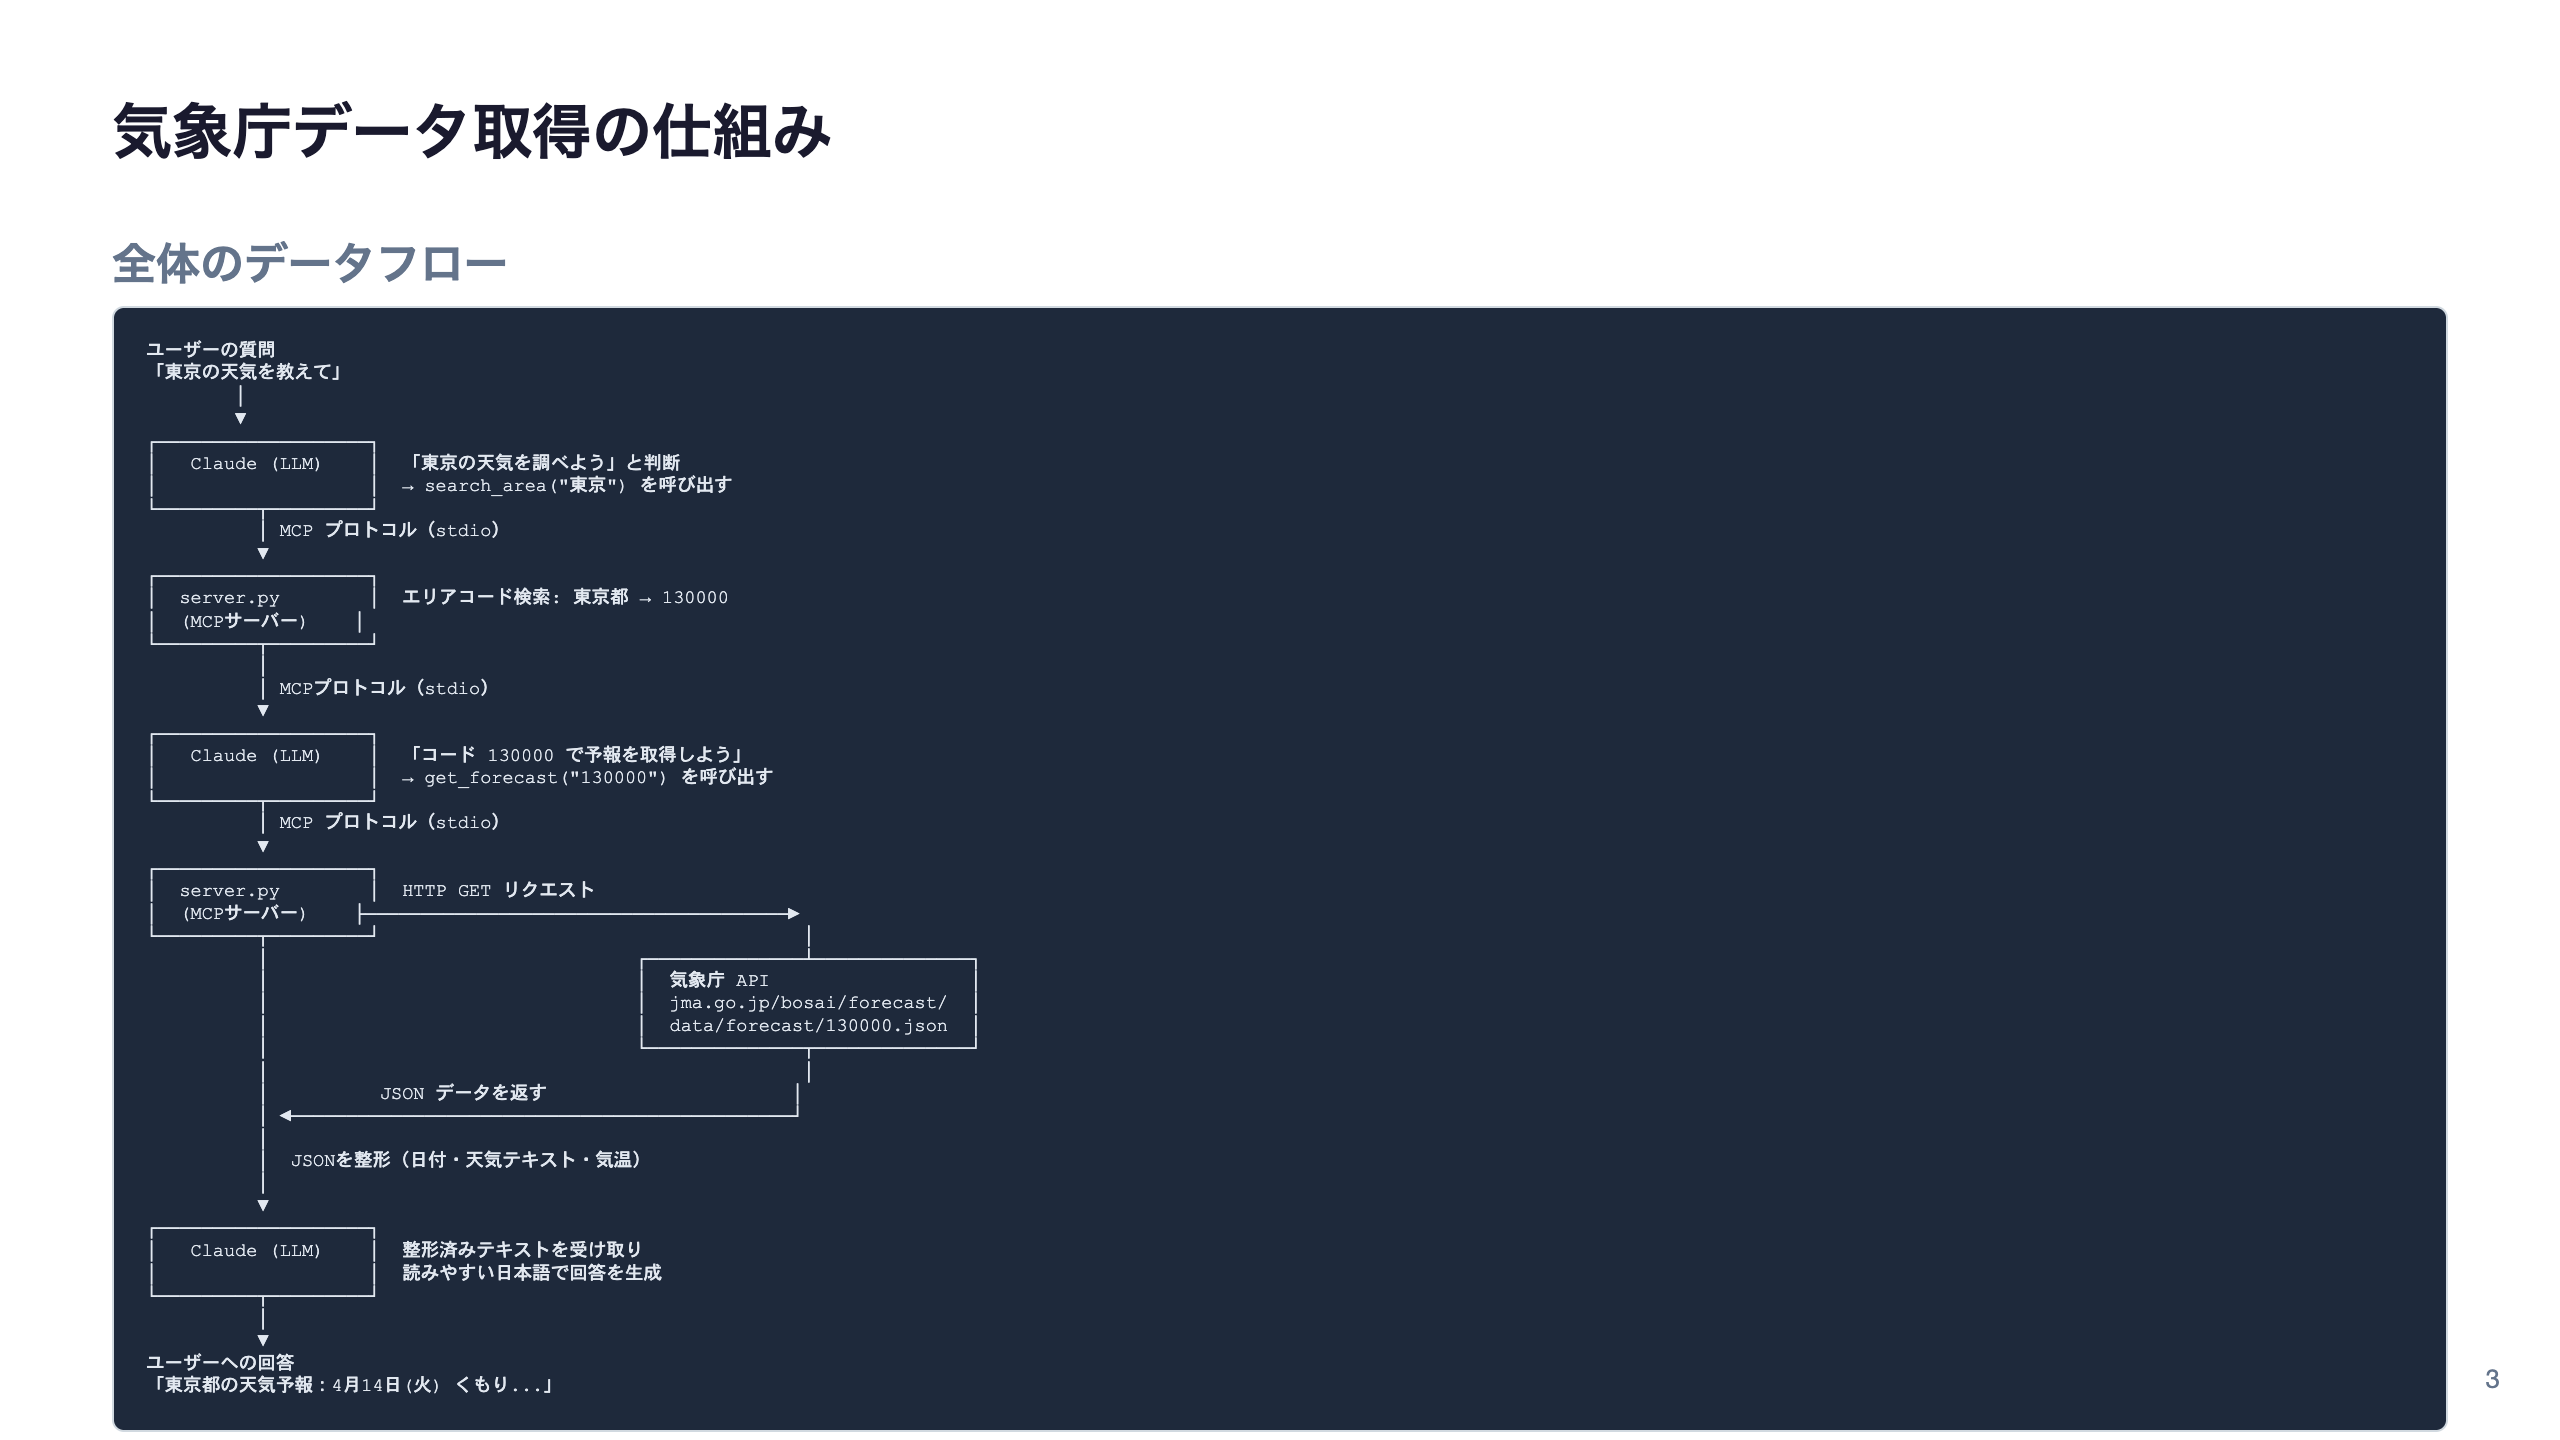 気象庁データ取得の仕組み
全体のデータフロー
ユーザーの質問
「東京の天気を教えて」
Claude (LLM)
「東京の天気を調べよう」と判断
→ search_area("東京") を呼び出す
MCP プロトコル（stdio）
server.py
(MCPサーバー)
エリアコード検索: 東京都 → 130000
MCPプロトコル（stdio）
Claude (LLM)
「コード 130000 で予報を取得しよう」
→ get_forecast("130000") を呼び出す
MCP プロトコル（stdio）
server.py
(MCPサーバー)
HTTP GET リクエスト
気象庁 API
jma.go.jp/bosai/forecast/
data/forecast/130000.json
JSON データを返す
JSONを整形（日付・天気テキスト・気温）
Claude (LLM)
整形済みテキストを受け取り
読みやすい日本語で回答を生成
ユーザーへの回答
「東京都の天気予報：4月14日(火) くもり...」
3